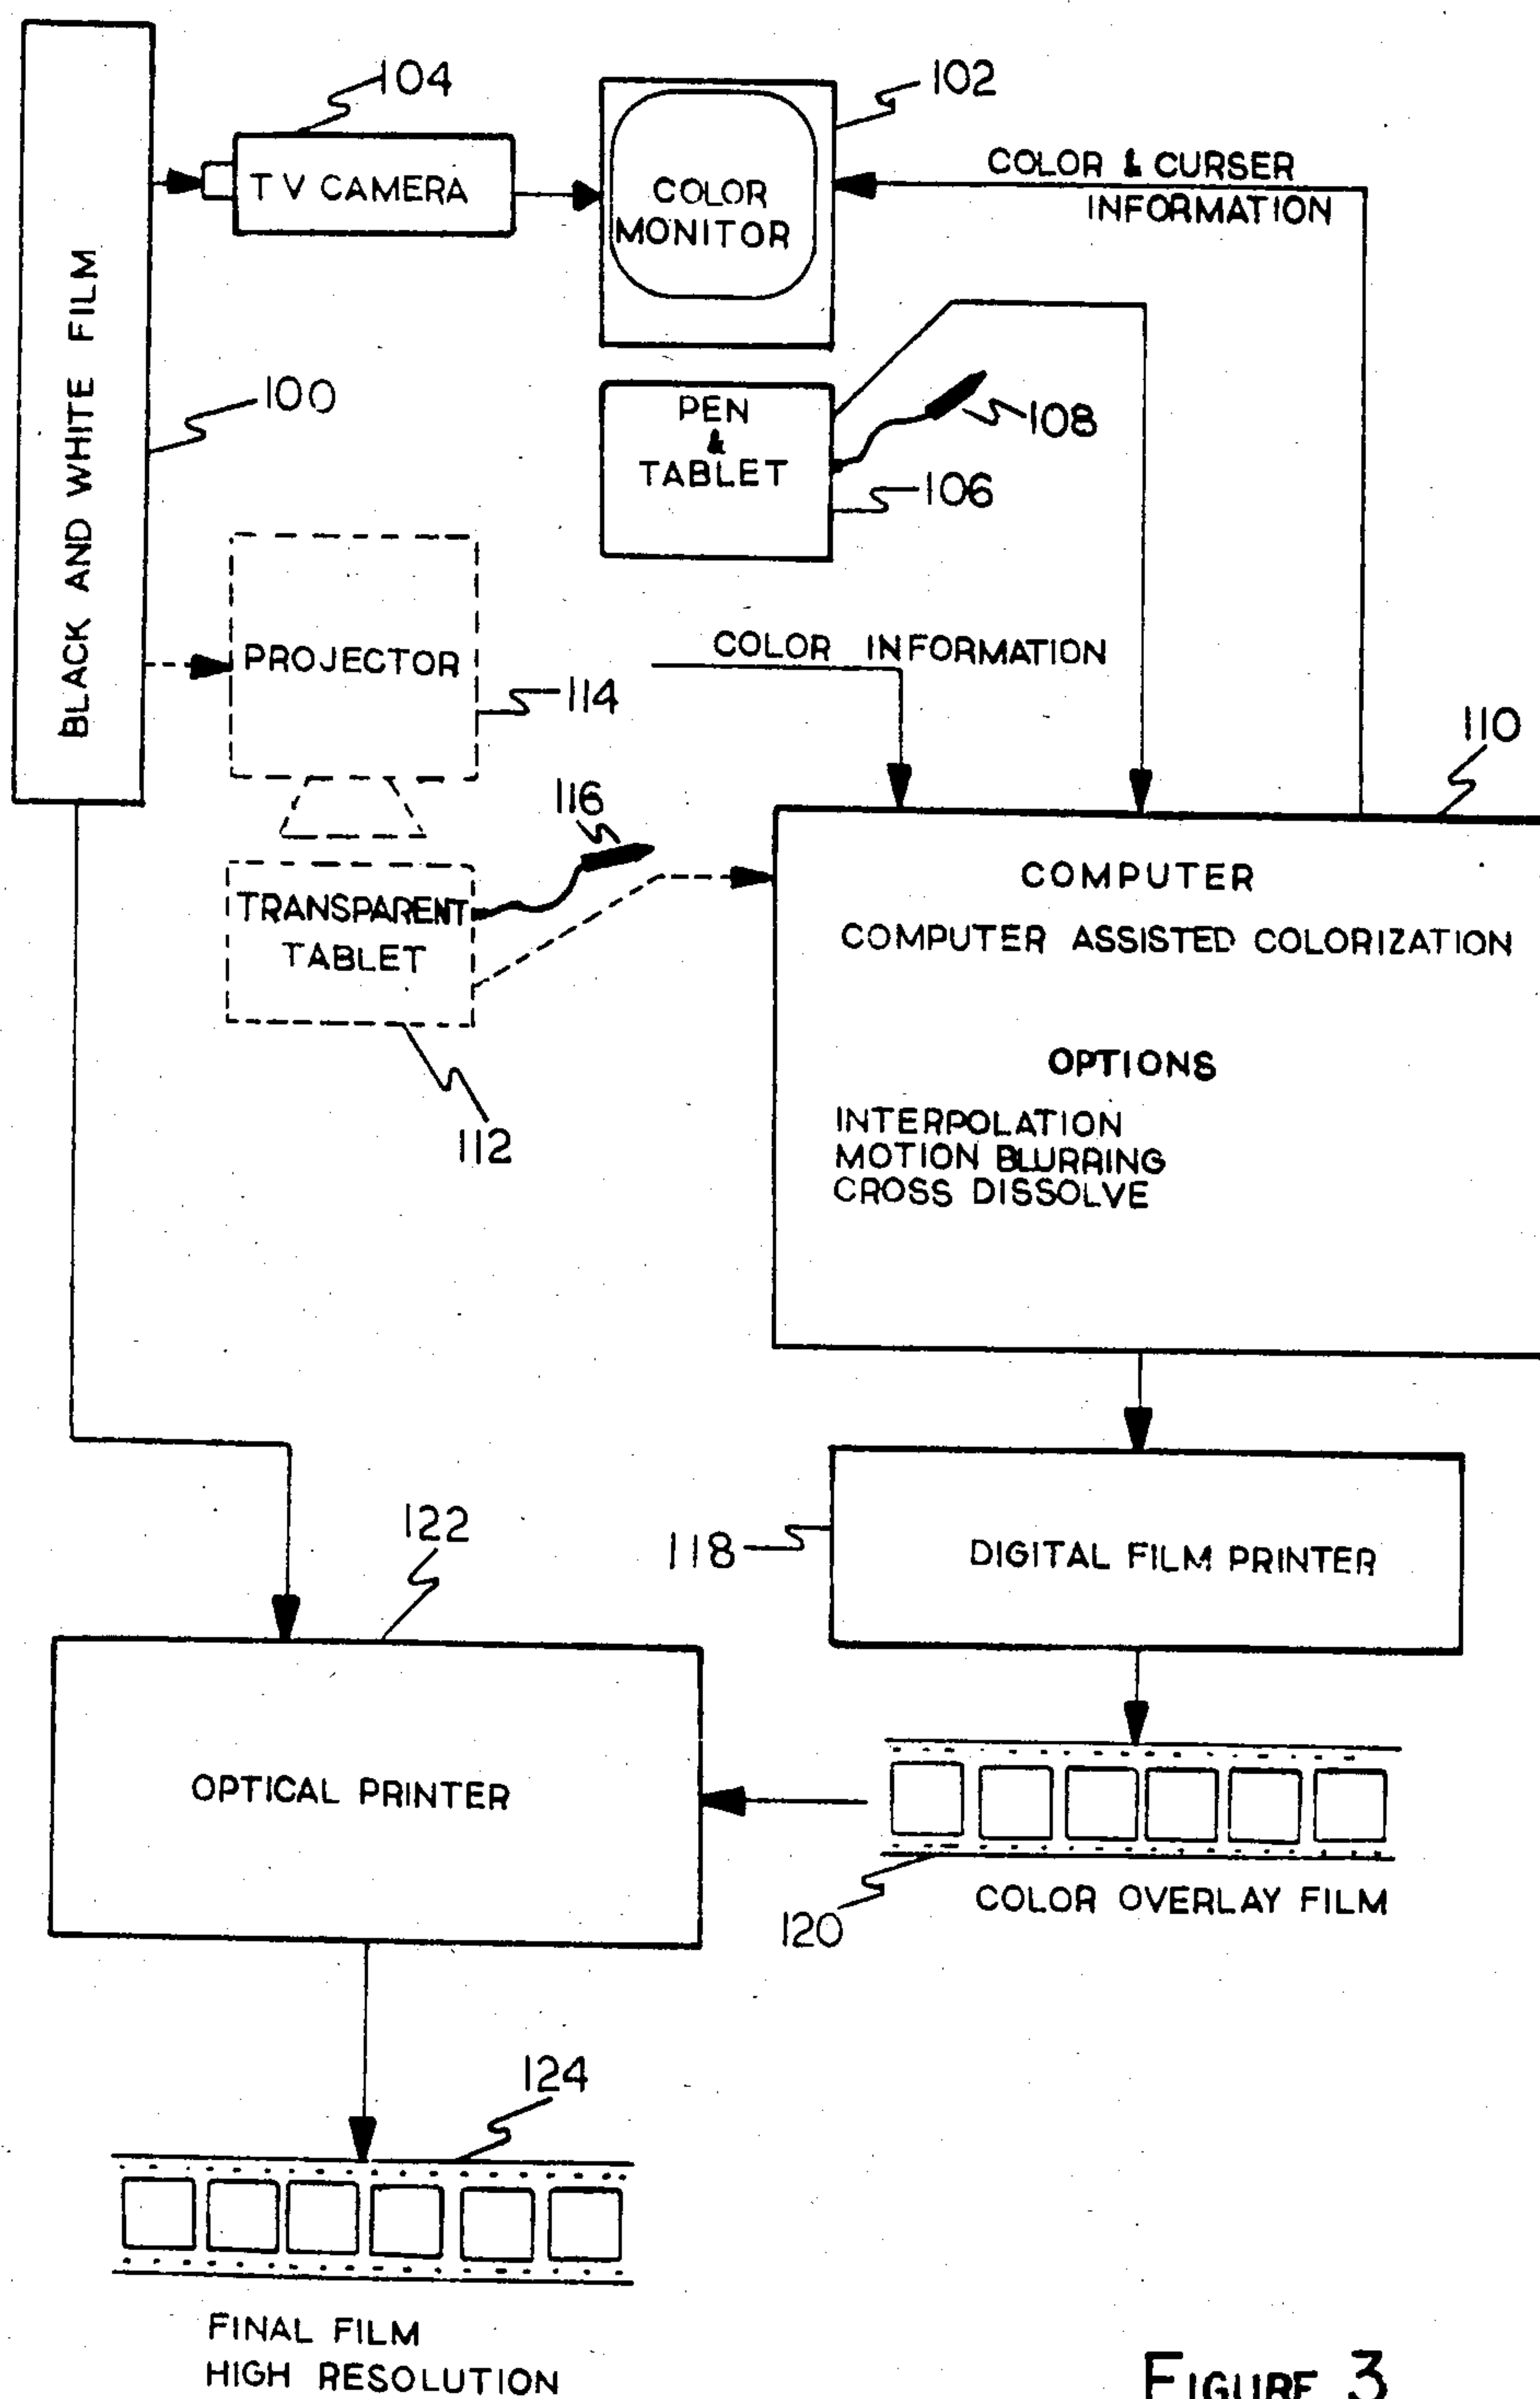 104
102
TV CAMERA
COLOR
MONITOR
COLOR & CURSER
INFORMATION
BLACK AND WHITE FILM
100
PEN
&
TABLET
108
106
PROJECTOR
114
COLOR INFORMATION
110
116
TRANSPARENT
TABLET
112
COMPUTER
COMPUTER ASSISTED COLORIZATION
OPTIONS
INTERPOLATION
MOTION BLURRING
CROSS DISSOLVE
122
118
DIGITAL FILM PRINTER
OPTICAL PRINTER
120
COLOR OVERLAY FILM
124
FINAL FILM
HIGH RESOLUTION
FIGURE 3